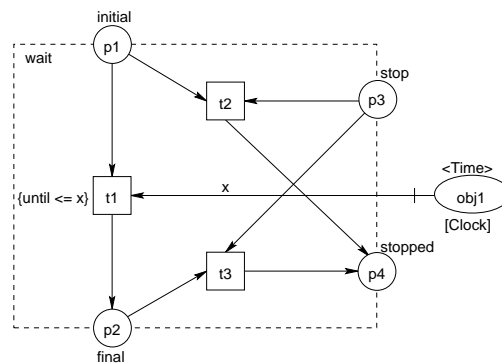 initial
p1
wait
stop
t2
p3
<Time>
x
{until <= x}
t1
obj1
[Clock]
stopped
t3
p4
p2
final